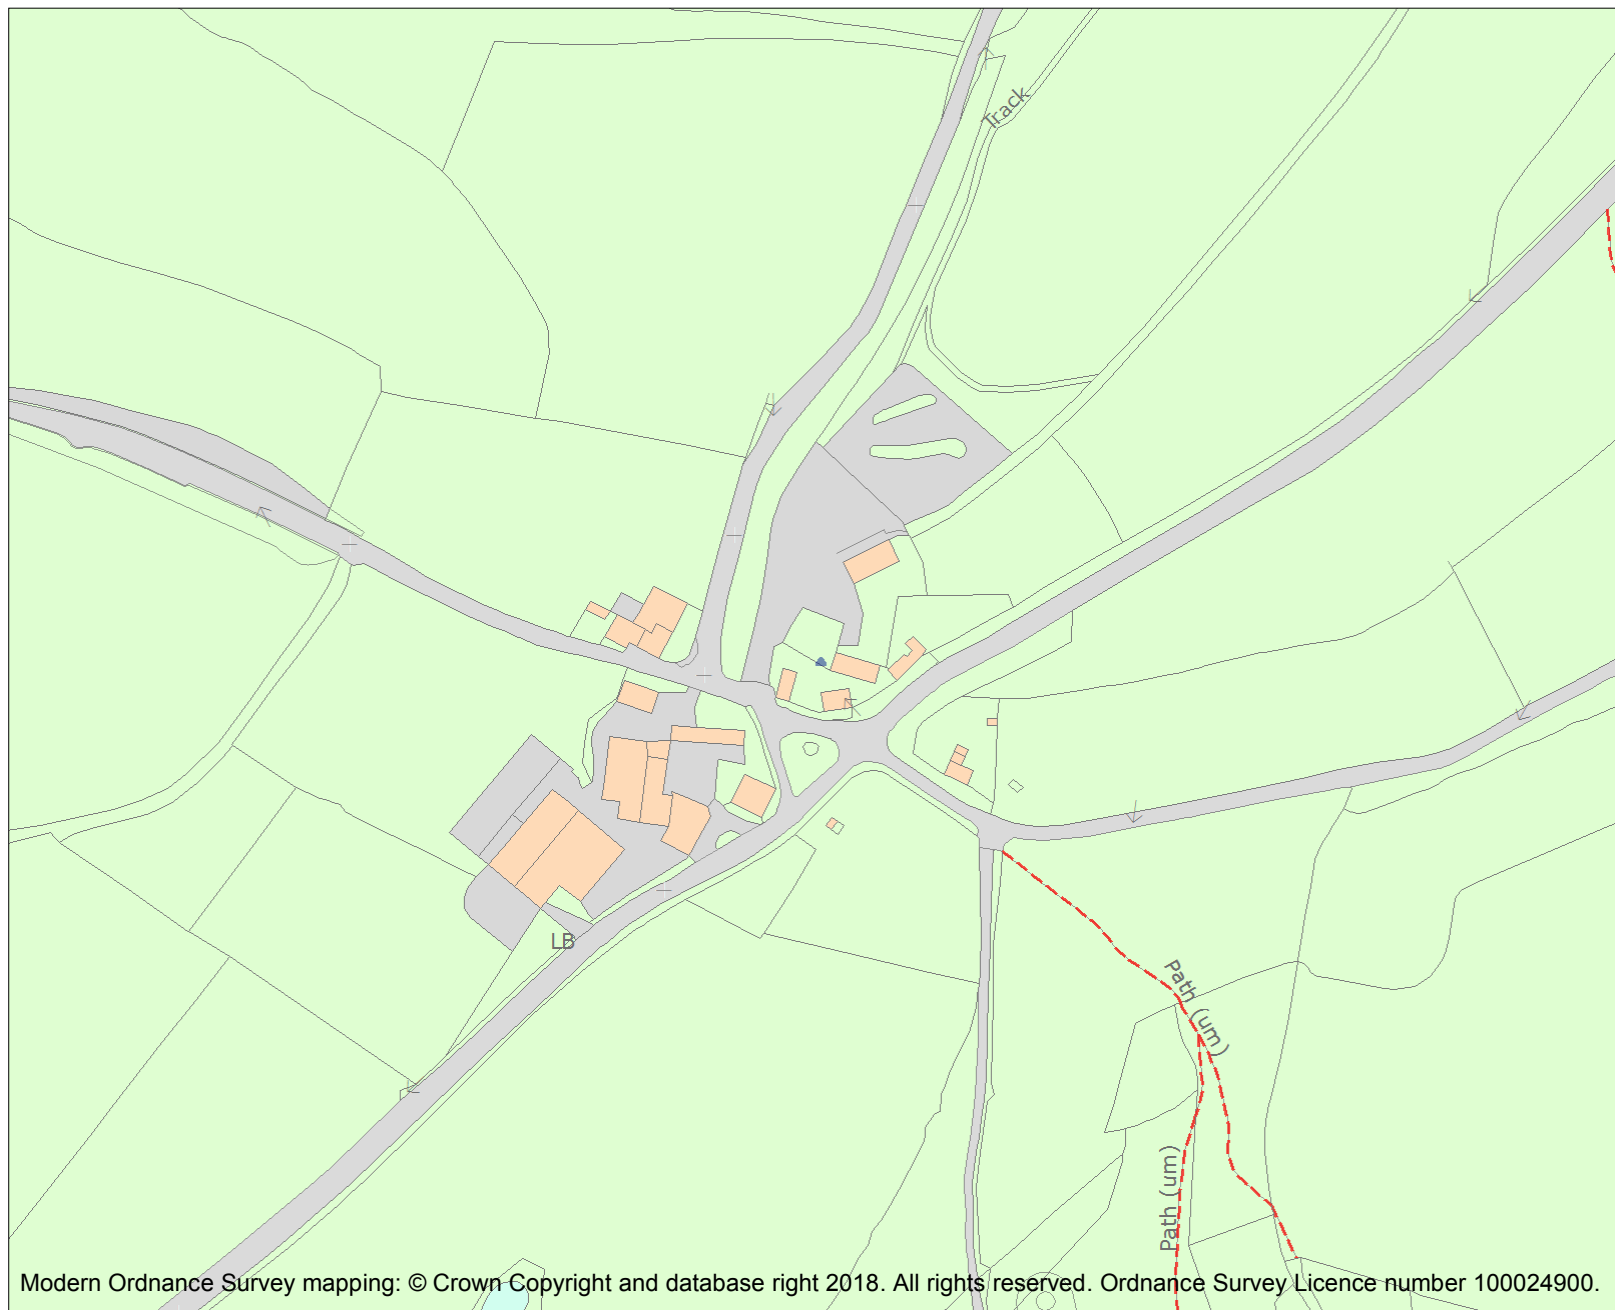 Track
LB
Path (um)
Path (um)
Modern Ordnance Survey mapping: © Crown Copyright and database right 2018. All rights reserved. Ordnance Survey Licence number 100024900.